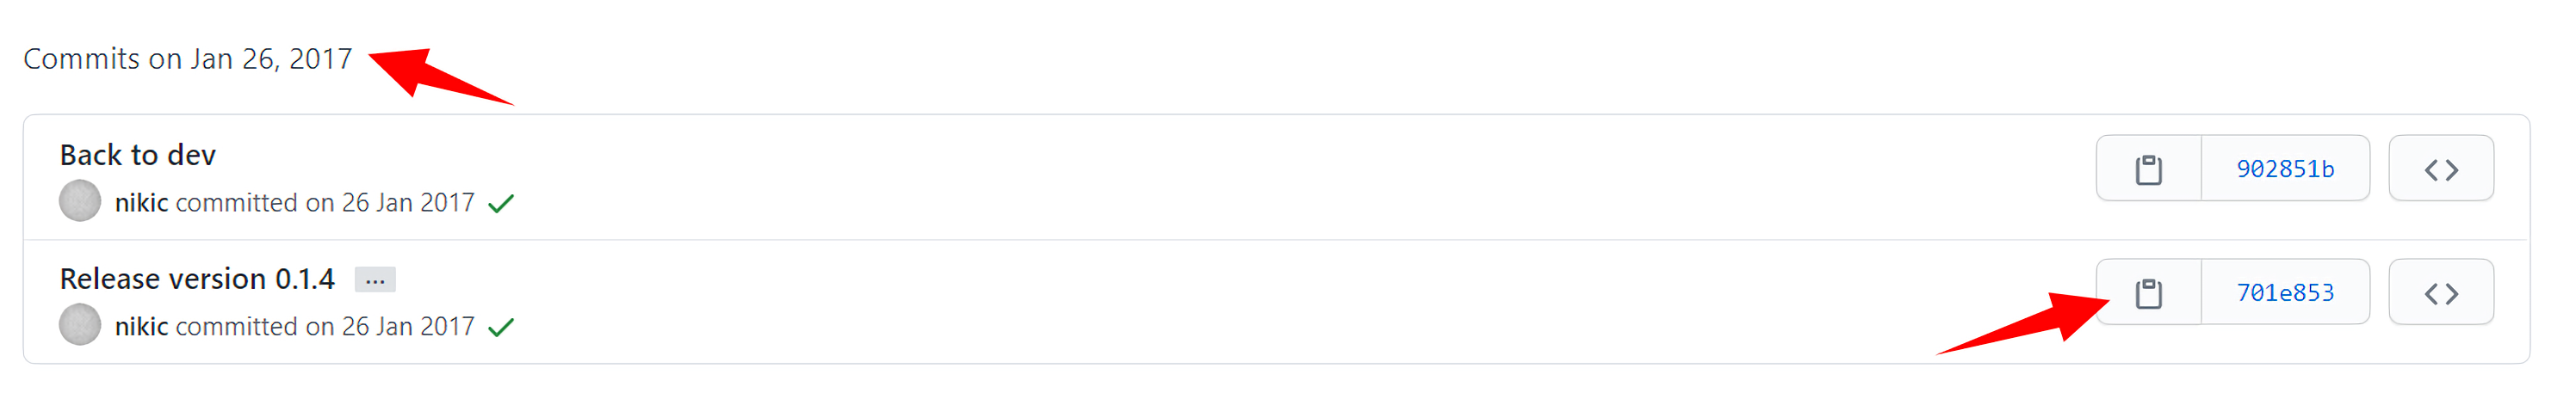 Commits on Jan 26, 2017
Back to dev
nikic committed on 26 Jan 2017
902851b
Release version 0.1.4 ...
nikic committed on 26 Jan 2017
701e853